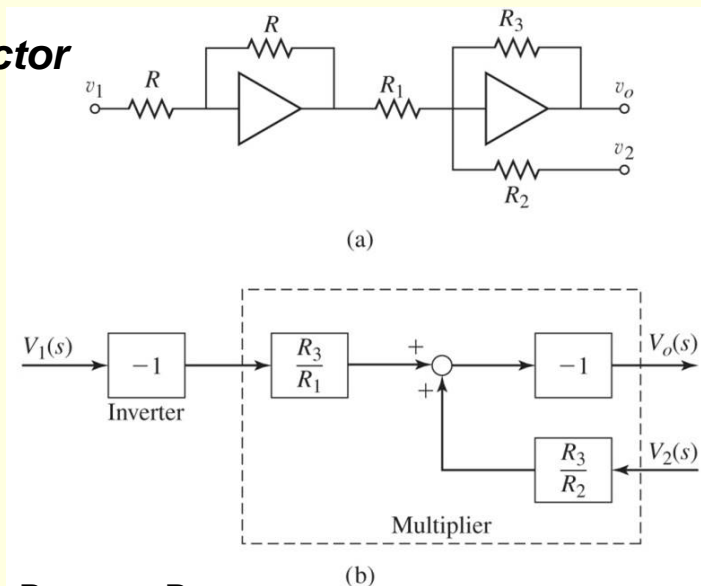 ctor
R
R₃
v₁
R
R₁
vₒ
v₂
R₂
(a)
V₁(s)
−1
Inverter
R₃/R₁
+
+
−1
Vₒ(s)
R₃/R₂
V₂(s)
Multiplier
(b)